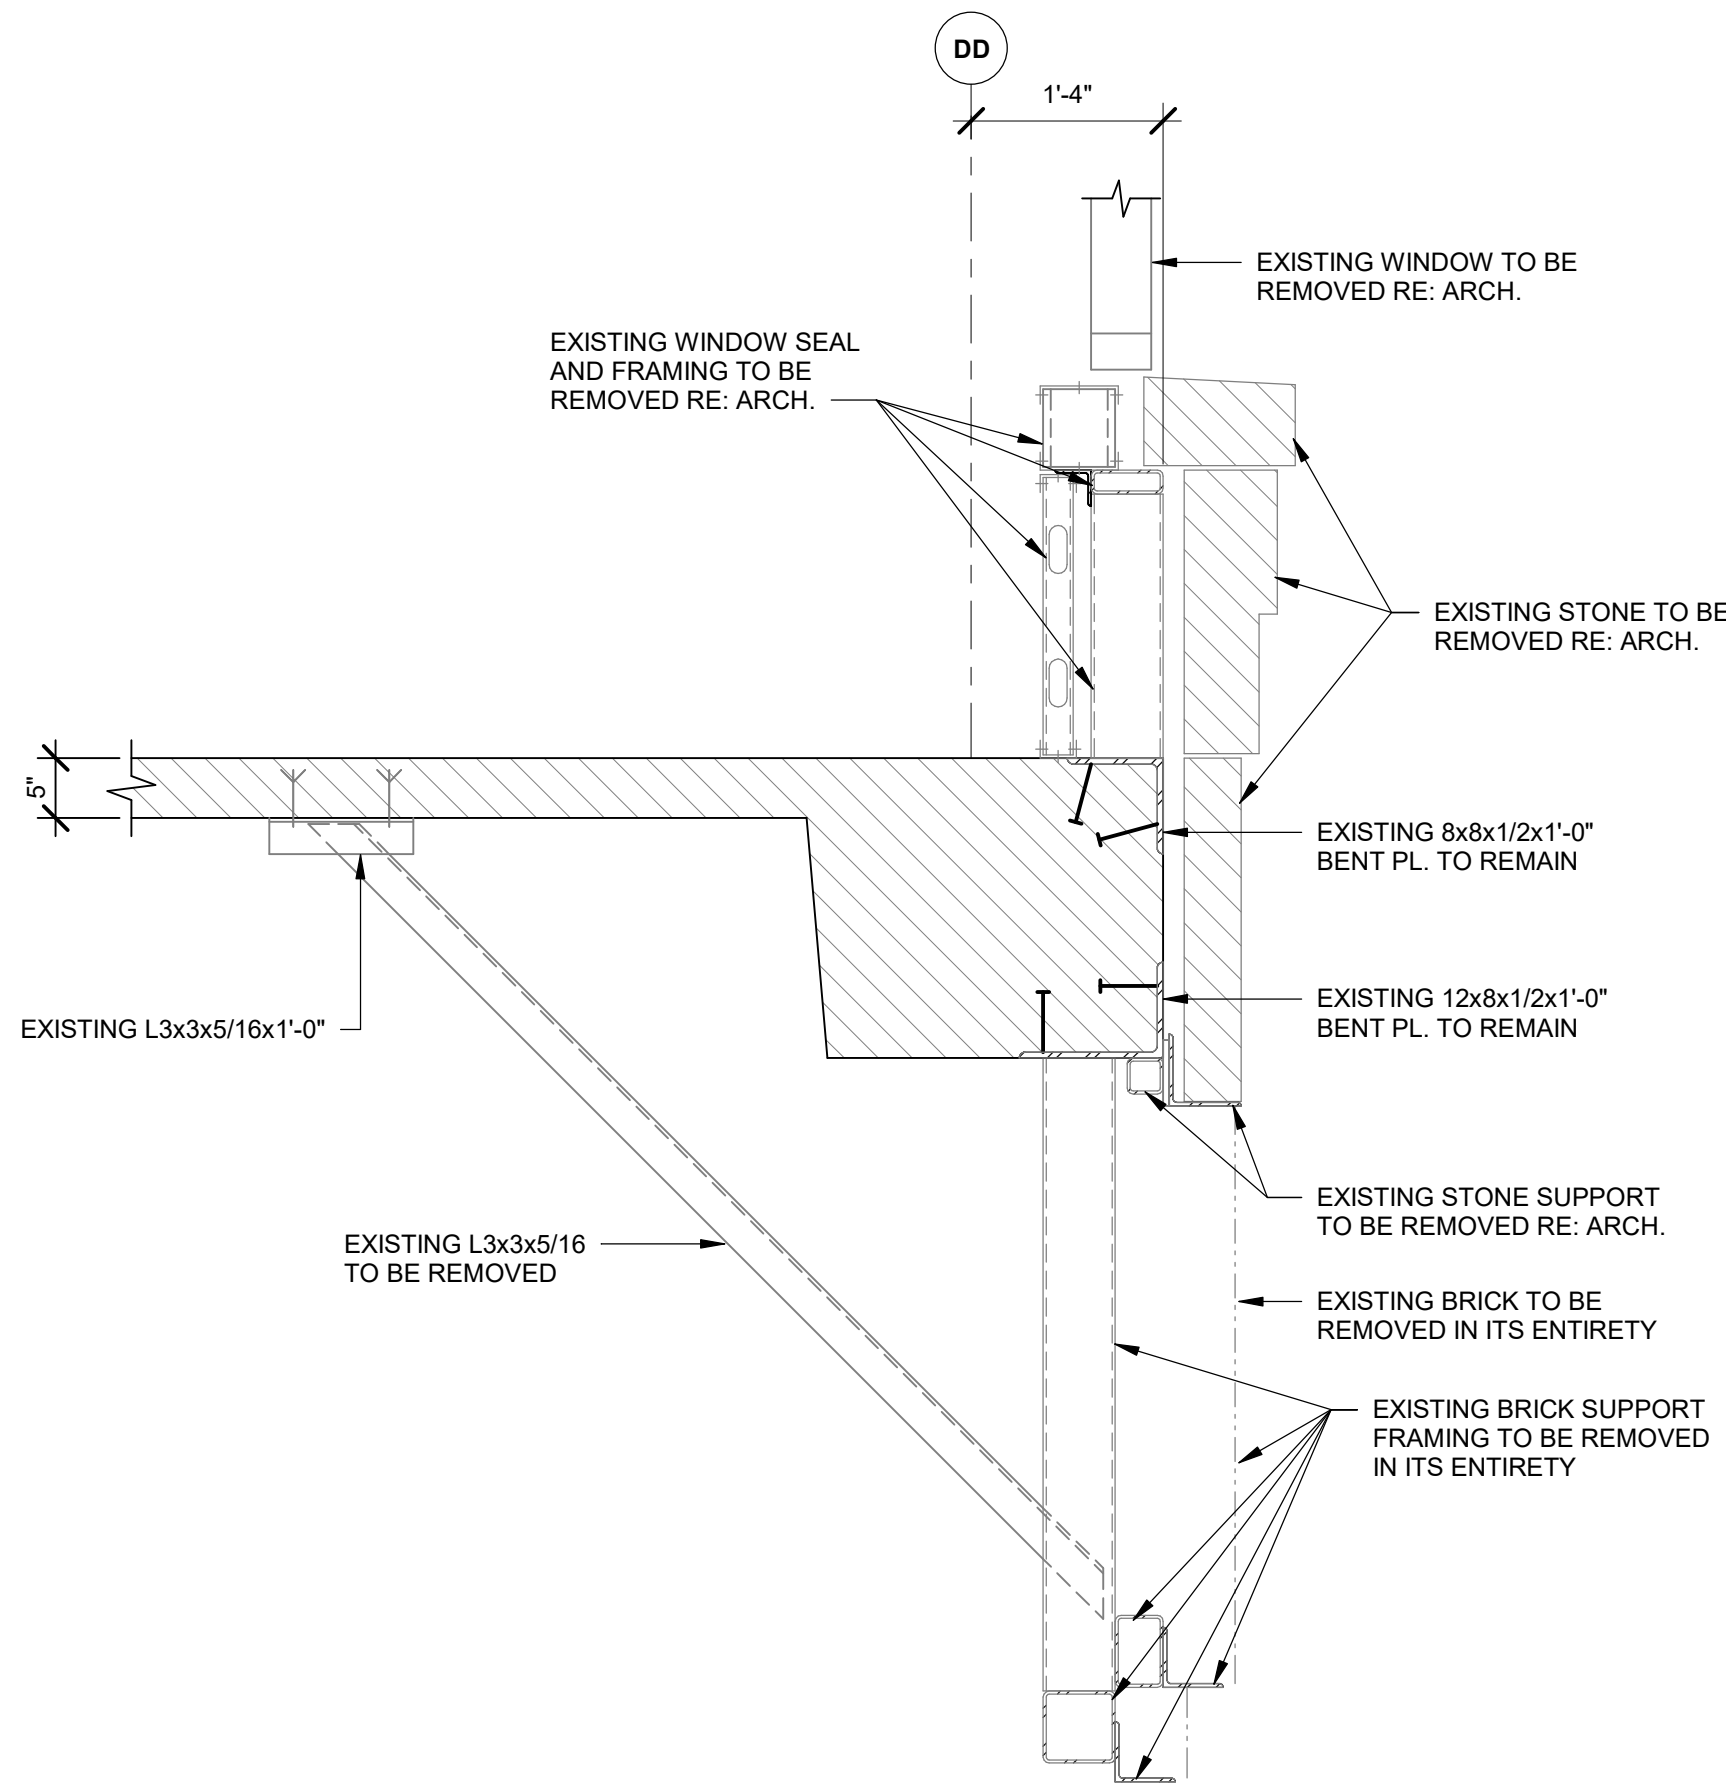 DD
1'-4"
EXISTING WINDOW TO BE
REMOVED RE: ARCH.
EXISTING WINDOW SEAL
AND FRAMING TO BE
REMOVED RE: ARCH.
EXISTING STONE TO BE
REMOVED RE: ARCH.
5"
EXISTING 8x8x1/2x1'-0"
BENT PL. TO REMAIN
EXISTING 12x8x1/2x1'-0"
BENT PL. TO REMAIN
EXISTING L3x3x5/16x1'-0"
EXISTING STONE SUPPORT
TO BE REMOVED RE: ARCH.
EXISTING L3x3x5/16
TO BE REMOVED
EXISTING BRICK TO BE
REMOVED IN ITS ENTIRETY
EXISTING BRICK SUPPORT
FRAMING TO BE REMOVED
IN ITS ENTIRETY